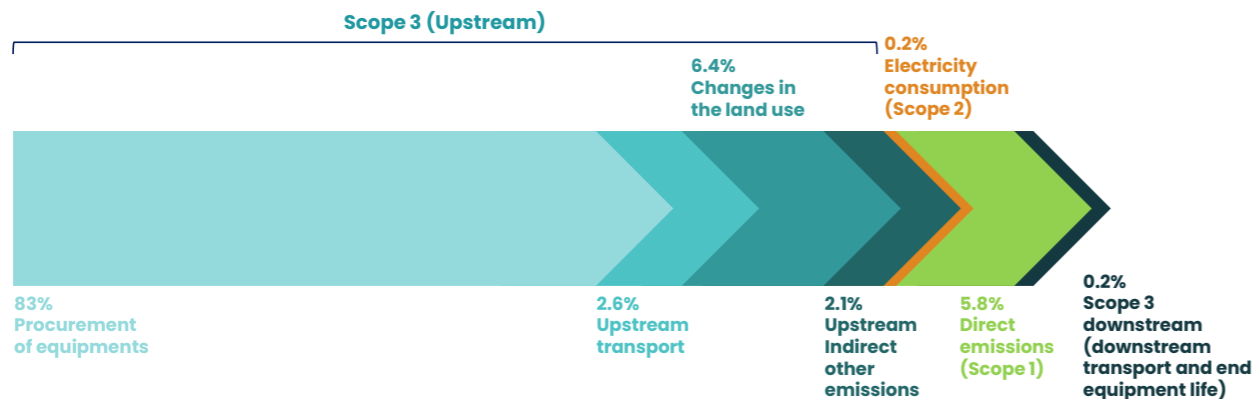 Scope 3 (Upstream)
0.2%
Electricity
consumption
(Scope 2)
6.4%
Changes in
the land use
83%
Procurement
of equipments
2.6%
Upstream
transport
2.1%
Upstream
Indirect
other
emissions
5.8%
Direct
emissions
(Scope 1)
0.2%
Scope 3
downstream
(downstream
transport and end
equipment life)